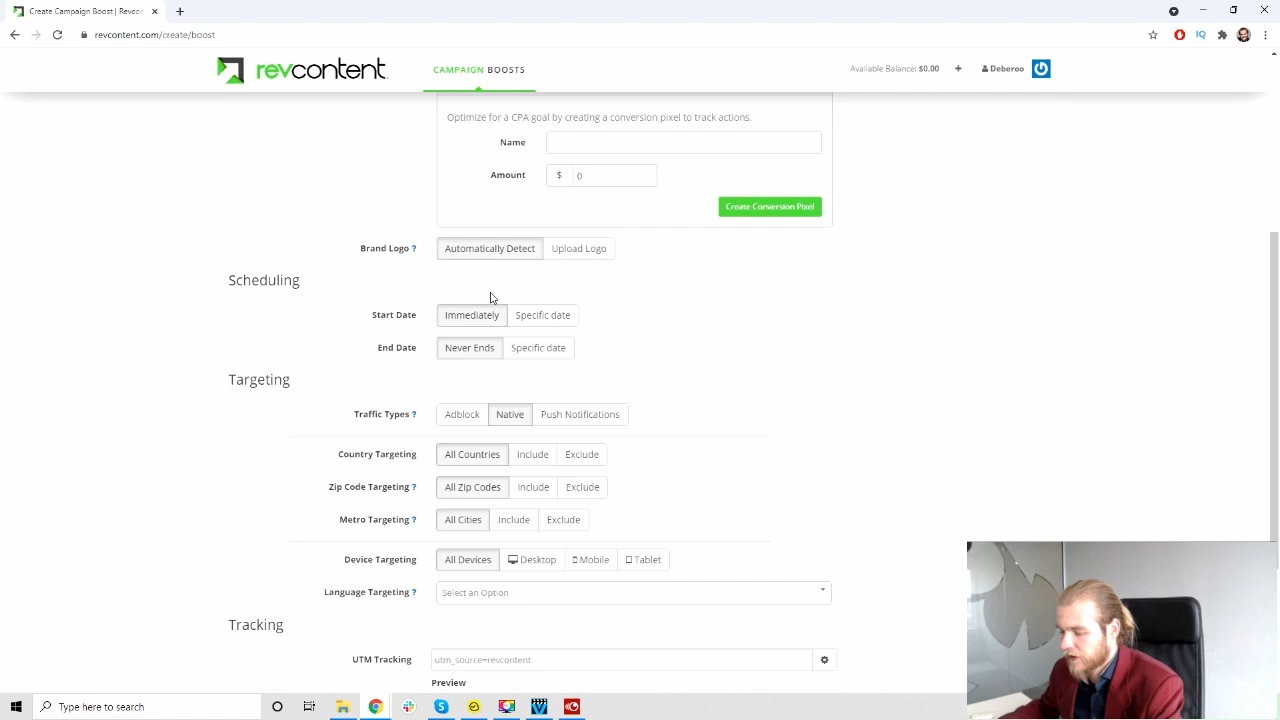 Create Campaign Boosts - Revco
revcontent.com/create/boost
IQ
revcontent
CAMPAIGN BOOSTS
Available Balance: $0.00
Deberoo
Optimize for a CPA goal by creating a conversion pixel to track actions.
Name
Amount $ 0
Create Conversion Pixel
Brand Logo ? Automatically Detect Upload Logo
Scheduling
Start Date Immediately Specific date
End Date Never Ends Specific date
Targeting
Traffic Types ? Adblock Native Push Notifications
Country Targeting All Countries Include Exclude
Zip Code Targeting ? All Zip Codes Include Exclude
Metro Targeting ? All Cities Include Exclude
Device Targeting All Devices Desktop Mobile Tablet
Language Targeting ? Select an Option
Tracking
UTM Tracking utm_source=revcontent
Preview
Type here to search